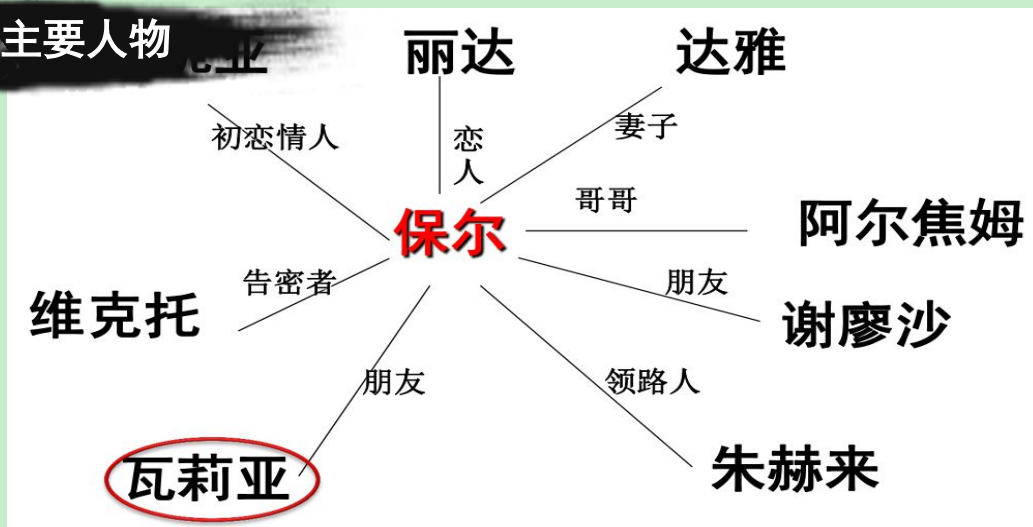 主要人物
亚
丽达
达雅
初恋情人
恋人
妻子
哥哥
保尔
阿尔焦姆
告密者
朋友
维克托
谢廖沙
朋友
领路人
瓦莉亚
朱赫来